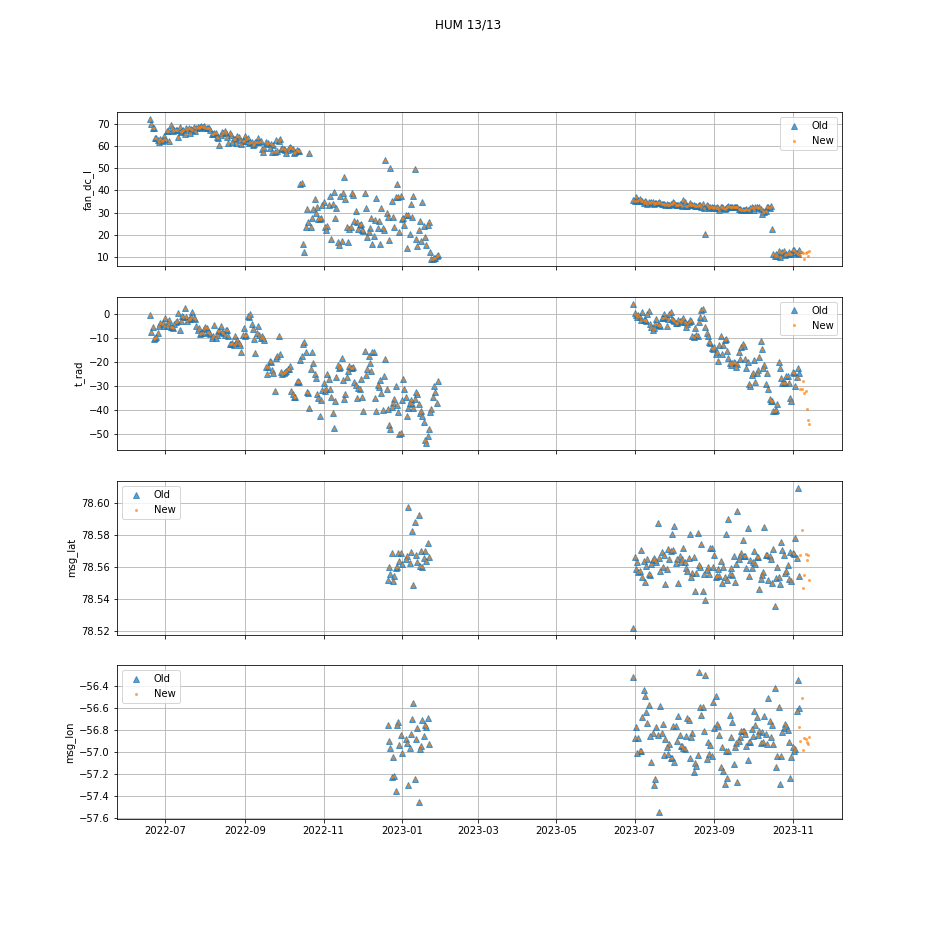 HUM 13/13
70
60
50
40
30
20
10
fan_dc_l
Old
New
0
−10
−20
−30
−40
−50
t_rad
Old
New
78.60
78.58
78.56
78.54
78.52
msg_lat
Old
New
−56.4
−56.6
−56.8
−57.0
−57.2
−57.4
−57.6
msg_lon
Old
New
2022-07 2022-09 2022-11 2023-01 2023-03 2023-05 2023-07 2023-09 2023-11